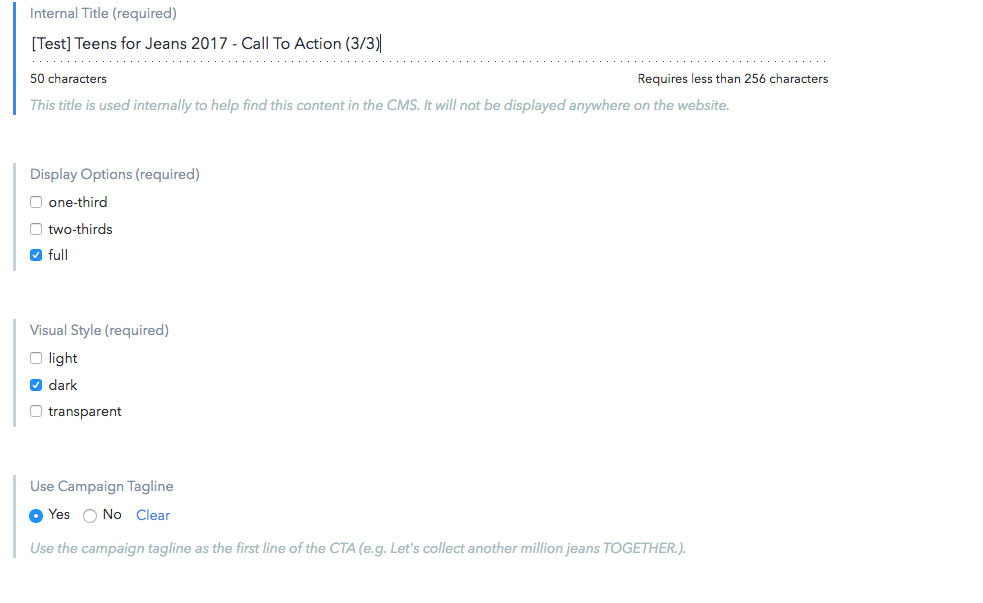 Internal Title (required)
[Test] Teens for Jeans 2017 - Call To Action (3/3)
50 characters Requires less than 256 characters
This title is used internally to help find this content in the CMS. It will not be displayed anywhere on the website.
Display Options (required)
one-third
two-thirds
full
Visual Style (required)
light
dark
transparent
Use Campaign Tagline
Yes No Clear
Use the campaign tagline as the first line of the CTA (e.g. Let's collect another million jeans TOGETHER.).